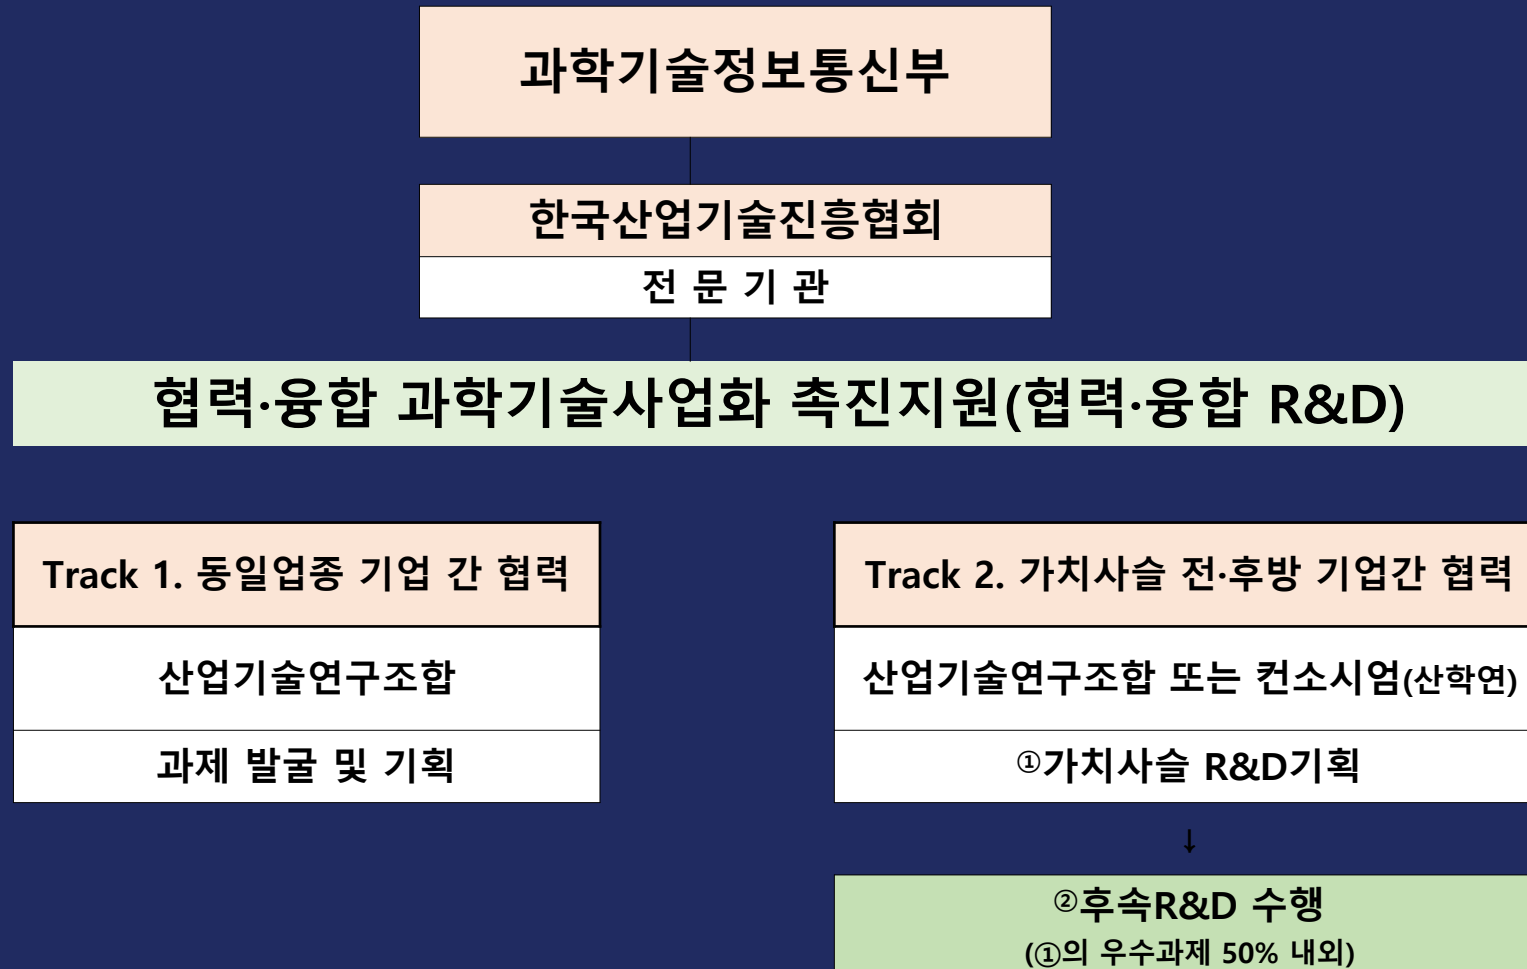 과학기술정보통신부
한국산업기술진흥협회
전 문 기 관
협력·융합 과학기술사업화 촉진지원(협력·융합 R&D)
Track 1. 동일업종 기업 간 협력
산업기술연구조합
과제 발굴 및 기획
Track 2. 가치사슬 전·후방 기업간 협력
산업기술연구조합 또는 컨소시엄(산학연)
①가치사슬 R&D기획
↓
②후속R&D 수행
(①의 우수과제 50% 내외)